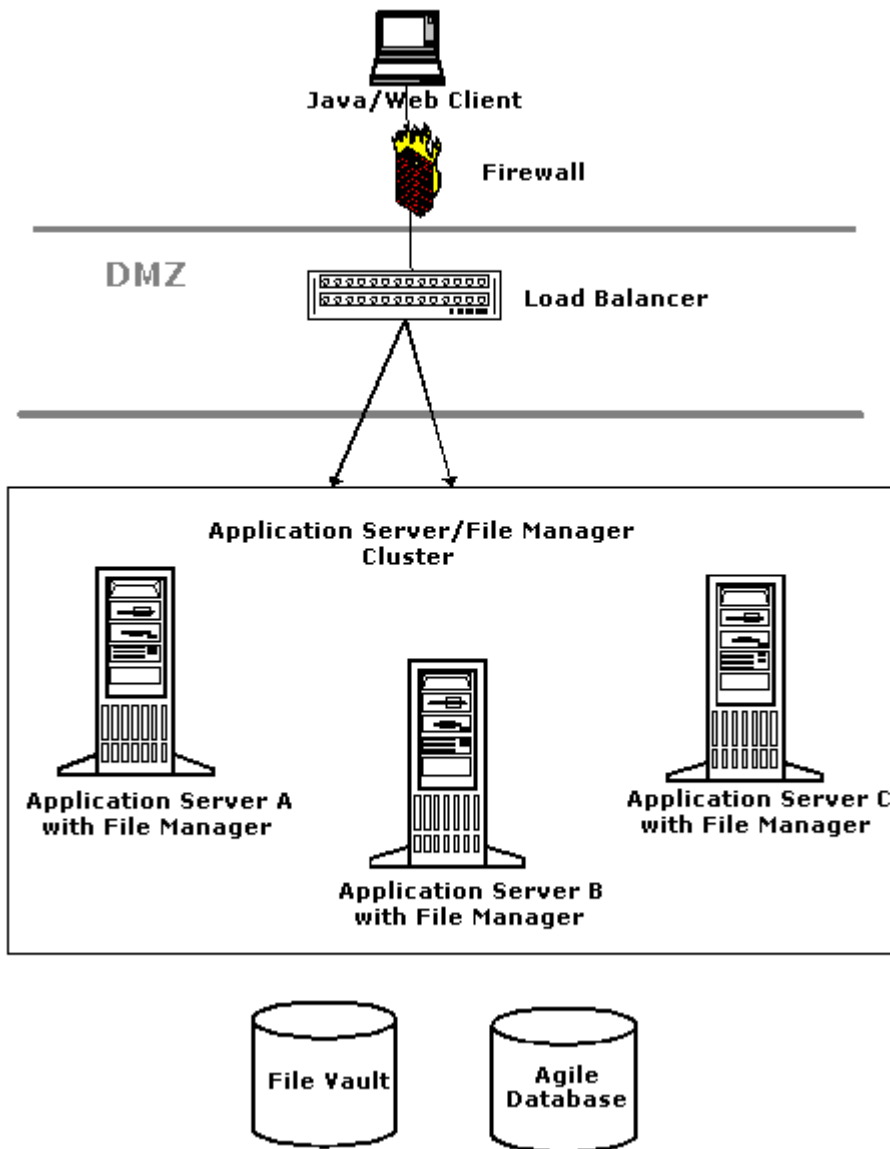 Java/Web Client
Firewall
DMZ
Load Balancer
Application Server/File Manager
Cluster
Application Server A
with File Manager
Application Server B
with File Manager
Application Server C
with File Manager
File Vault
Agile
Database